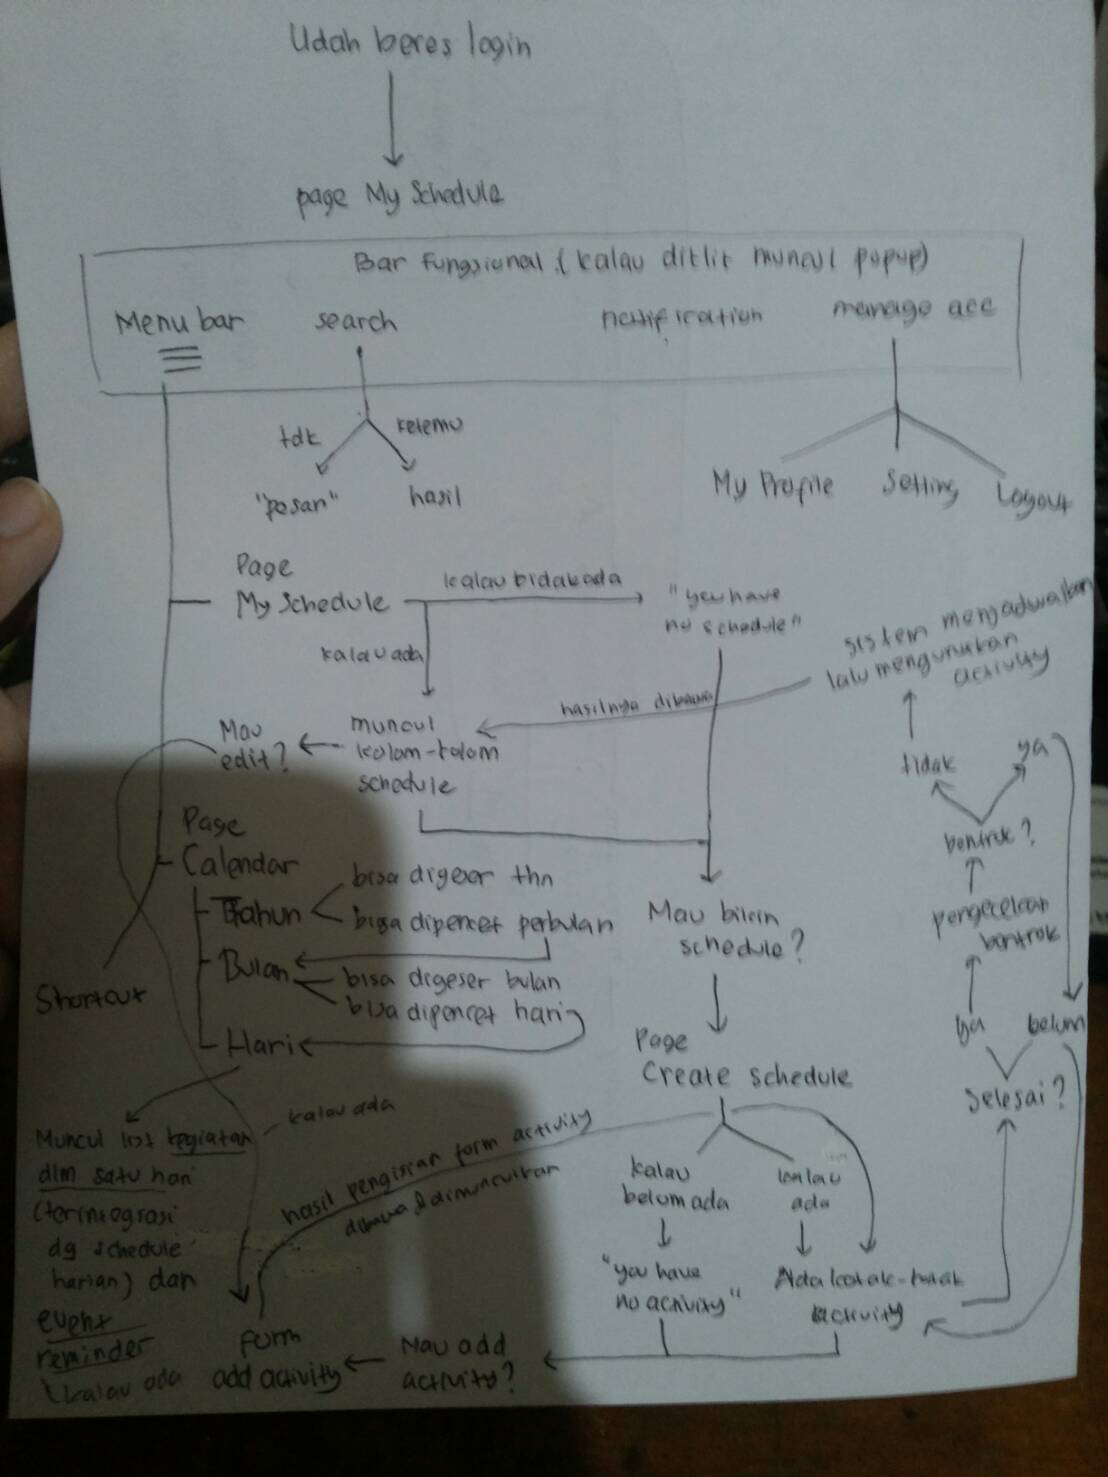 Udah beres login
page My Schedule
Bar fungsional (kalau diklik muncul popup)
Menu bar
search
notification
manage acc
tdk
ketemu
"pesan"
hasil
My Profile
Setting
Logout
Page
My Schedule
kalau tidak ada
"you have
no schedule"
kalau ada
sistem menjadwalkan
lalu mengurutkan
activity
hasilnya dibawa
Mau
edit?
muncul
kolom-kolom
schedule
tidak
ya
bentrok?
pengecekan
bentrok
ya
belum
selesai?
Page
Calendar
Tahun
bisa digeser thn
bisa dipencet perbulan
Bulan
bisa digeser bulan
bisa dipencet hari
Hari
Shortcut
Mau bikin
schedule?
Page
Create schedule
Muncul list kegiatan
dlm satu hari
(terintegrasi
dg schedule
harian) dan
event
reminder
(kalau ada
kalau ada
hasil pengisian form activity
dibawa & dimunculkan
kalau
belum ada
kalau
ada
"you have
no activity"
Ada kotak-kotak
activity
Mau add
activity?
form
add activity